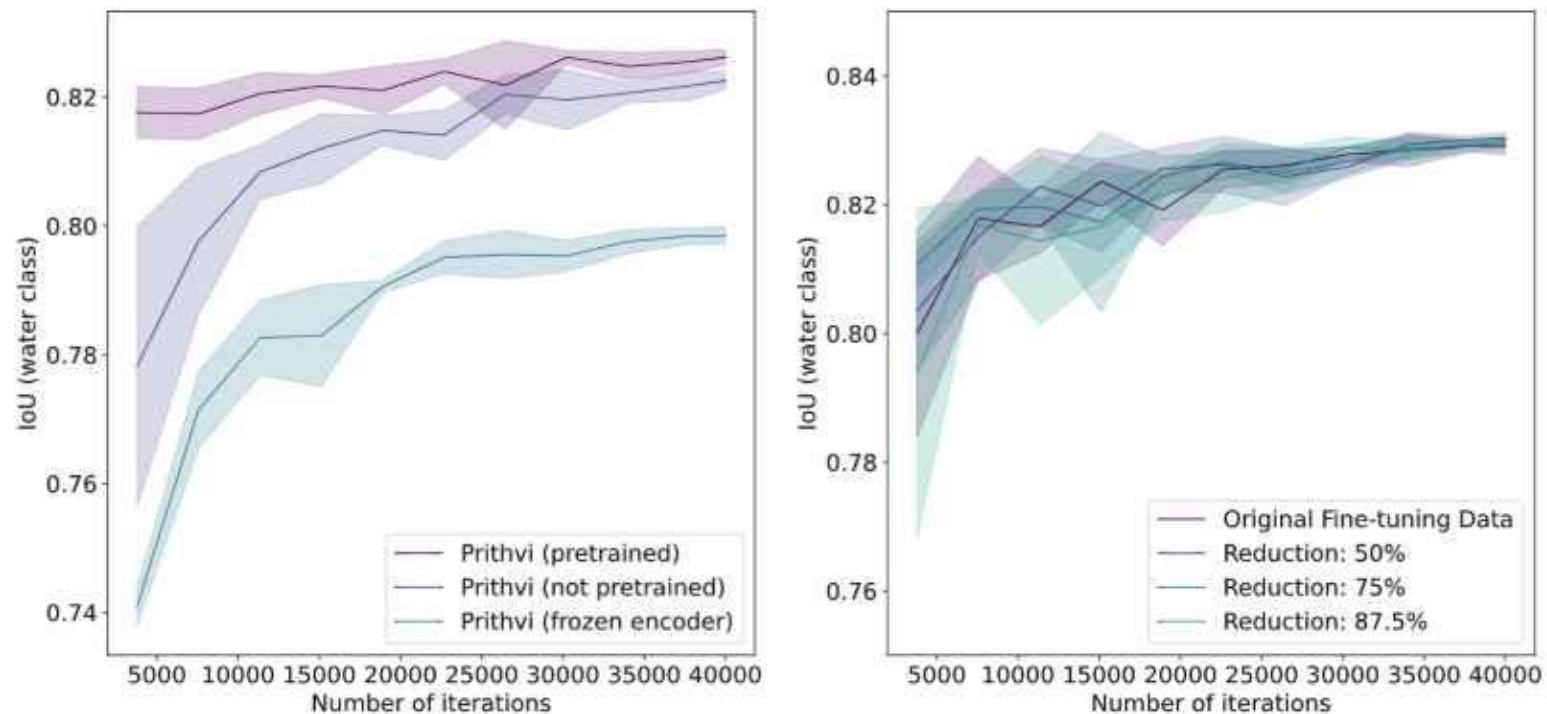 IoU (water class)
0.82
0.80
0.78
0.76
0.74
Prithvi (pretrained)
Prithvi (not pretrained)
Prithvi (frozen encoder)
5000 10000 15000 20000 25000 30000 35000 40000
Number of iterations
IoU (water class)
0.84
0.82
0.80
0.78
0.76
Original Fine-tuning Data
Reduction: 50%
Reduction: 75%
Reduction: 87.5%
5000 10000 15000 20000 25000 30000 35000 40000
Number of iterations